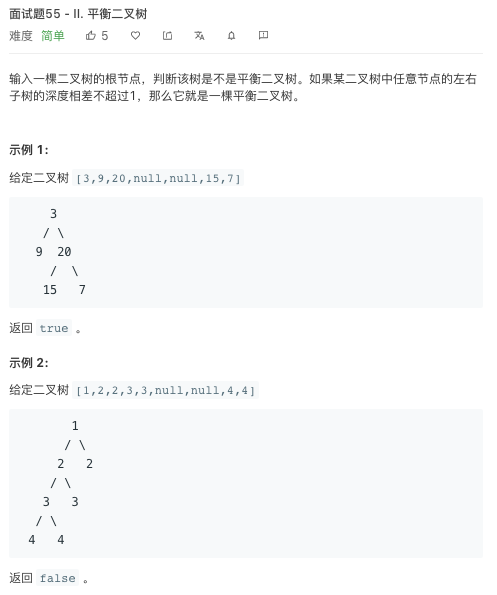 面试题55 - II. 平衡二叉树
难度 简单 5
输入一棵二叉树的根节点，判断该树是不是平衡二叉树。如果某二叉树中任意节点的左右
子树的深度相差不超过1，那么它就是一棵平衡二叉树。
示例 1:
给定二叉树 [3,9,20,null,null,15,7]
3
/ \
9 20
/ \
15 7
返回 true 。
示例 2:
给定二叉树 [1,2,2,3,3,null,null,4,4]
1
/ \
2 2
/ \
3 3
/ \
4 4
返回 false 。